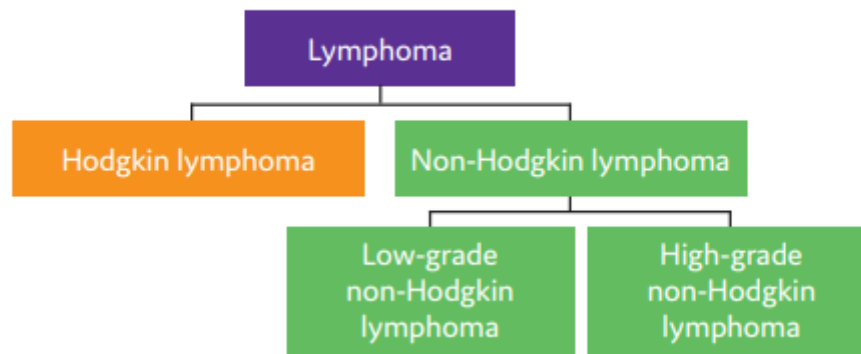 Lymphoma
Hodgkin lymphoma
Non-Hodgkin lymphoma
Low-grade
non-Hodgkin
lymphoma
High-grade
non-Hodgkin
lymphoma